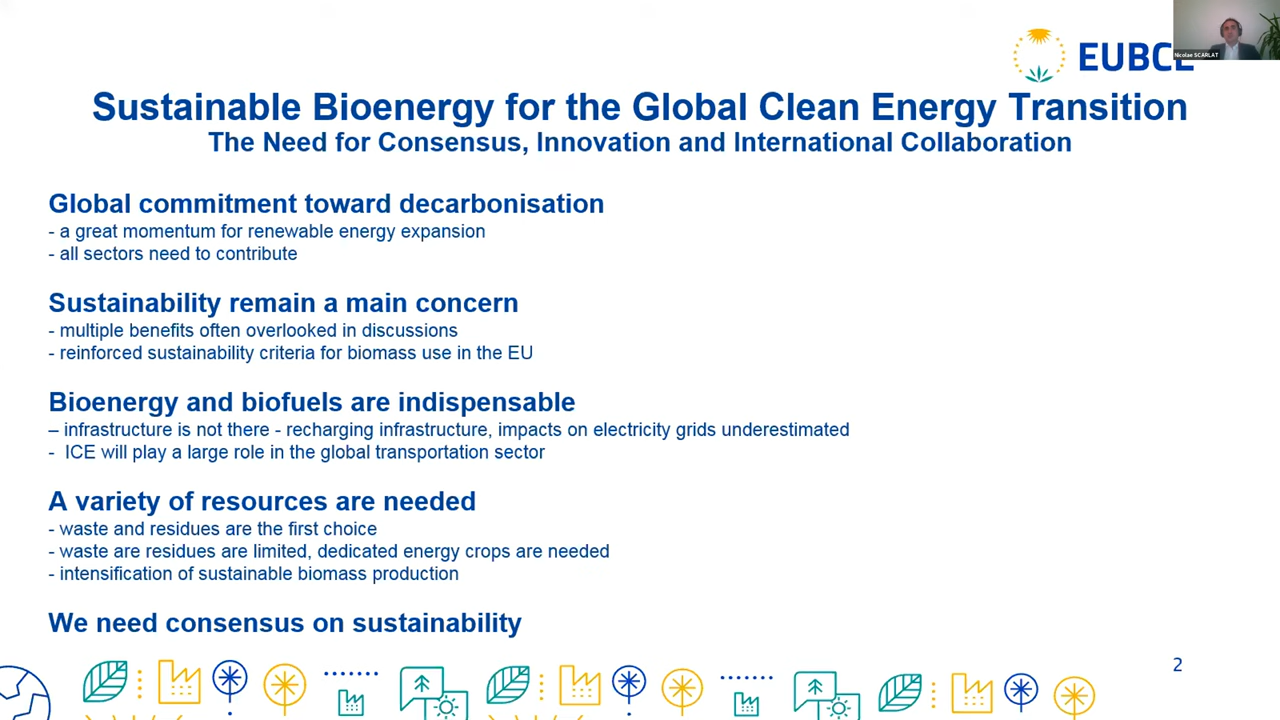 Nicolae SCARLAT
EUBCE
Sustainable Bioenergy for the Global Clean Energy Transition
The Need for Consensus, Innovation and International Collaboration
Global commitment toward decarbonisation
- a great momentum for renewable energy expansion
- all sectors need to contribute
Sustainability remain a main concern
- multiple benefits often overlooked in discussions
- reinforced sustainability criteria for biomass use in the EU
Bioenergy and biofuels are indispensable
– infrastructure is not there - recharging infrastructure, impacts on electricity grids underestimated
- ICE will play a large role in the global transportation sector
A variety of resources are needed
- waste and residues are the first choice
- waste are residues are limited, dedicated energy crops are needed
- intensification of sustainable biomass production
We need consensus on sustainability
2